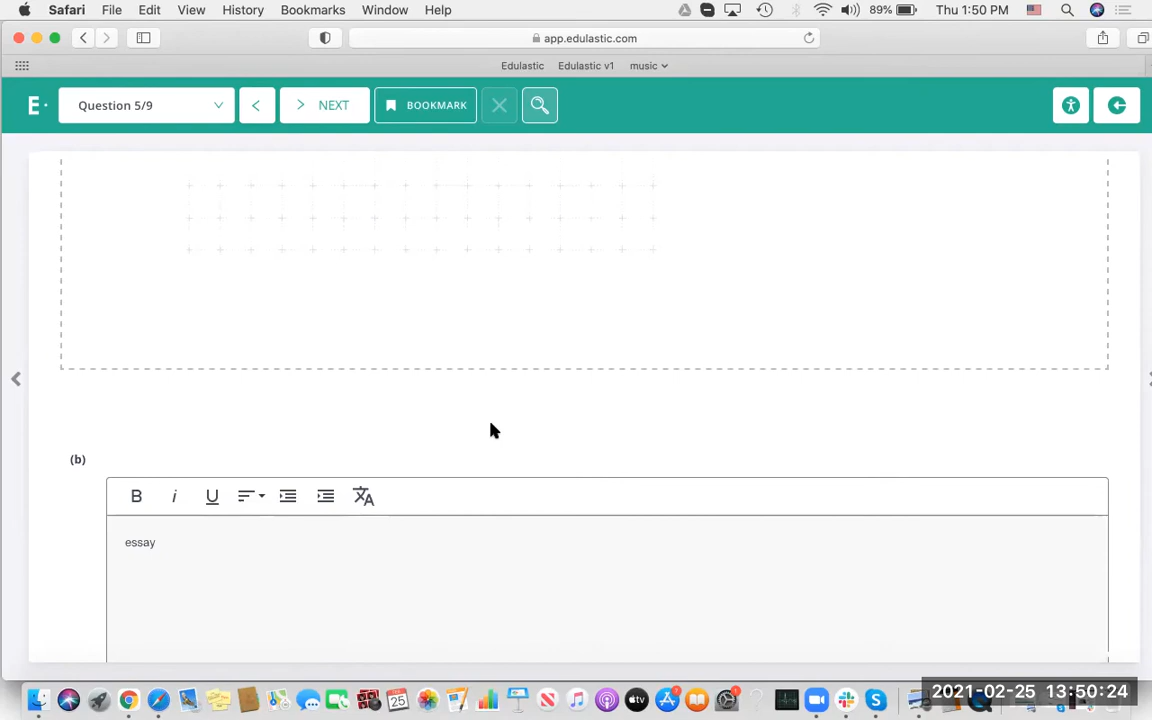 Safari File Edit View History Bookmarks Window Help 89% Thu 1:50 PM
app.edulastic.com
Edulastic Edulastic v1 music
E Question 5/9 NEXT BOOKMARK
(b)
B i U
essay
25
2021-02-25 13:50:24